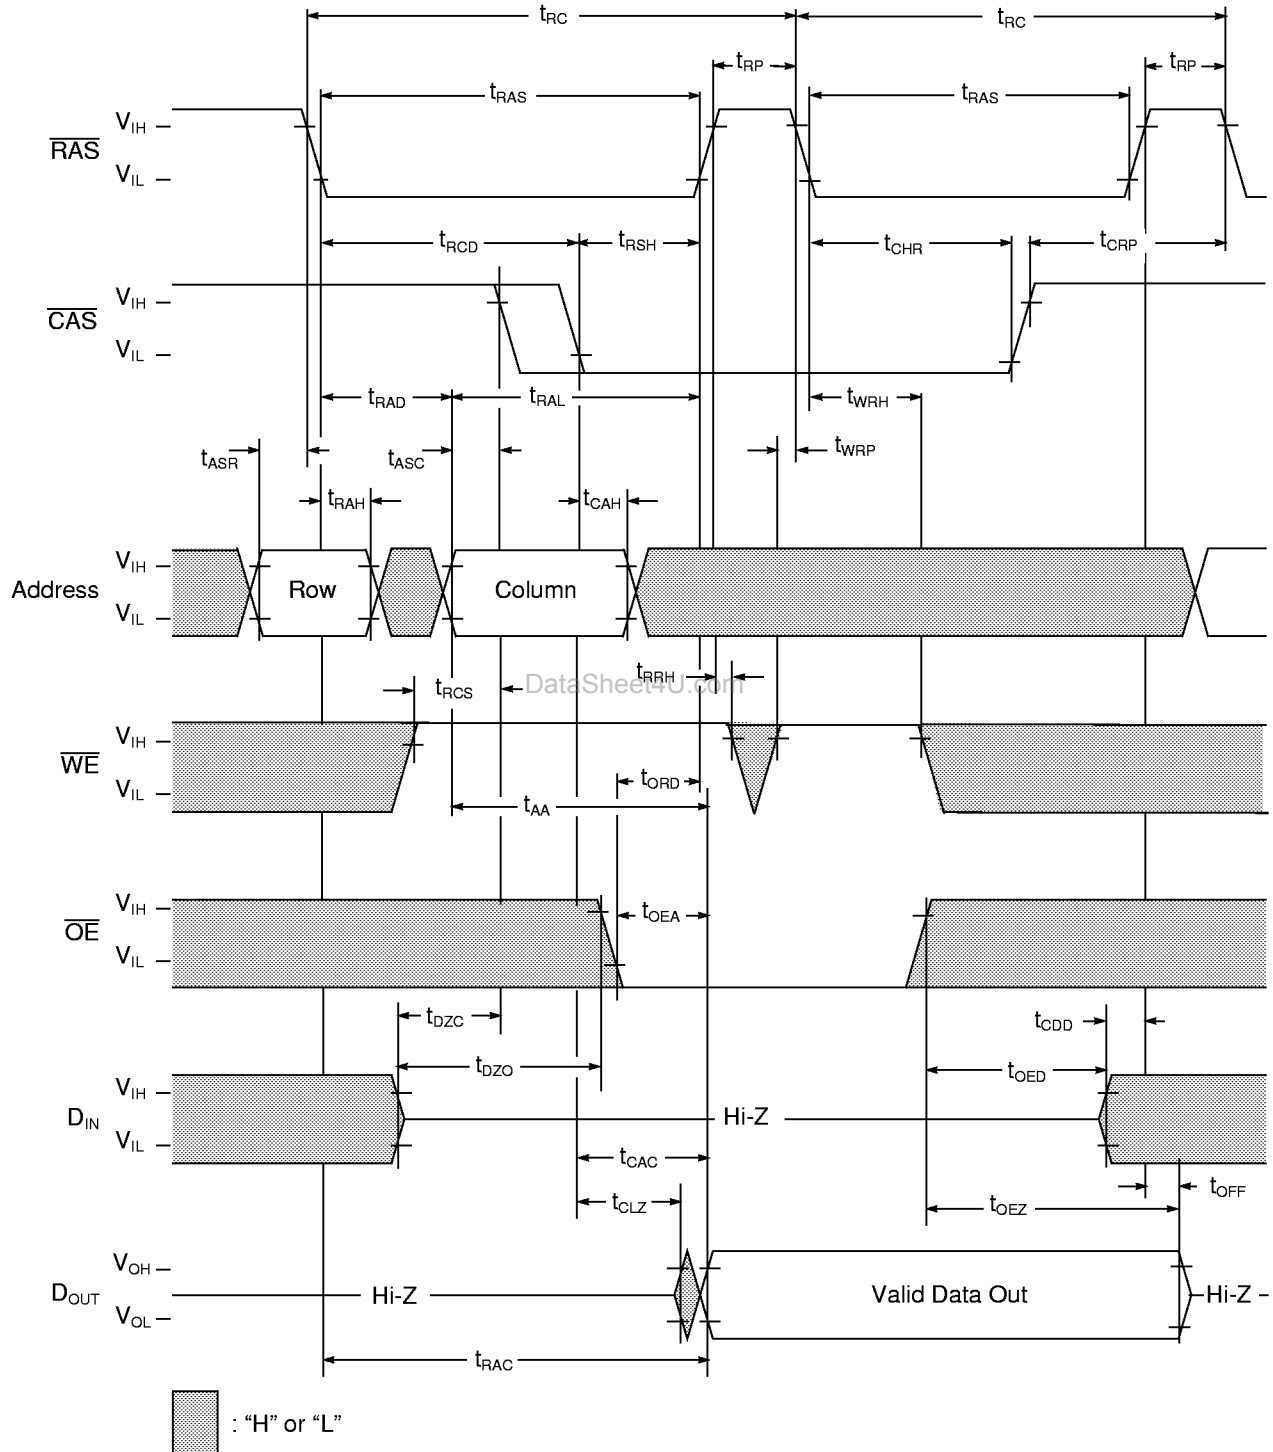 tRC tRC
tRP tRP
tRAS tRAS
VIH
RAS
VIL
tRCD tRSH tCHR tCRP
VIH
CAS
VIL
tRAD tRAL tWRH
tASR tASC tWRP
tRAH tCAH
VIH
Address Row Column
VIL
tRRH
tRCS DataSheet4U.com
VIH
WE
VIL
tORD
tAA
VIH
OE tOEA
VIL
tDZC tCDD
tDZO tOED
VIH
DIN Hi-Z
VIL
tCAC
tCLZ tOEZ tOFF
VOH
DOUT Hi-Z Valid Data Out Hi-Z
VOL
tRAC
: “H” or “L”